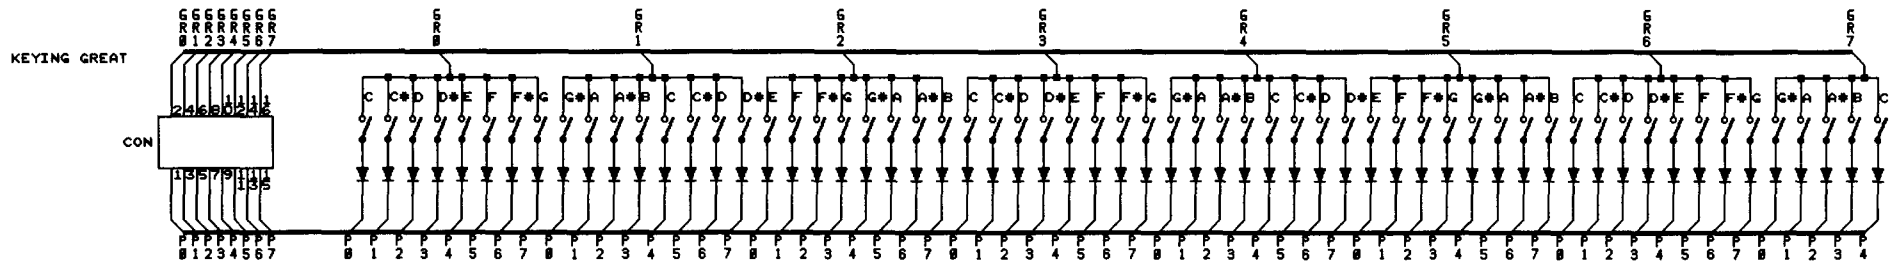 GR0 GR1 GR2 GR3 GR4 GR5 GR6 GR7 GR0 GR1 GR2 GR3 GR4 GR5 GR6 GR7
KEYING GREAT
C C# D D# E F F# G G# A A# B C C# D D# E F F# G G# A A# B C C# D D# E F F# G G# A A# B C C# D D# E F F# G G# A A# B C C# D D# E F F# G G# A A# B C
2 4 6 8 10 12 14 16
CON
1 3 5 7 9 11 13 15
P0 P1 P2 P3 P4 P5 P6 P7 P0 P1 P2 P3 P4 P5 P6 P7 P0 P1 P2 P3 P4 P5 P6 P7 P0 P1 P2 P3 P4 P5 P6 P7 P0 P1 P2 P3 P4 P5 P6 P7 P0 P1 P2 P3 P4 P5 P6 P7 P0 P1 P2 P3 P4 P5 P6 P7 P0 P1 P2 P3 P4 P5 P6 P7 P0 P1 P2 P3 P4